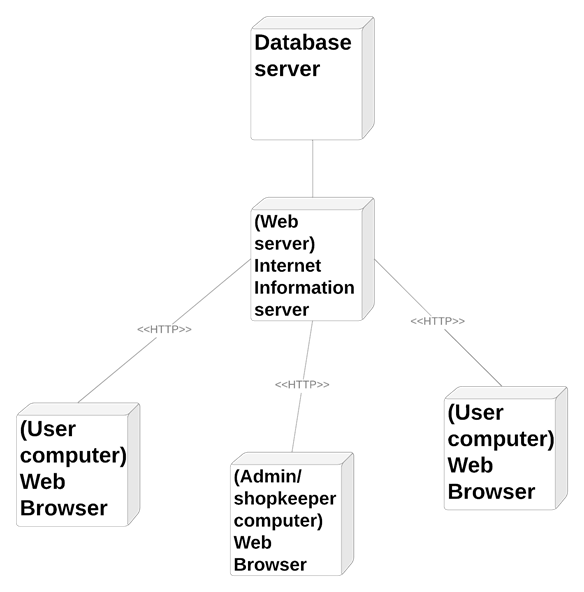 Database
server
(Web
server)
Internet
Information
server
<<HTTP>>
<<HTTP>>
<<HTTP>>
(User
computer)
Web
Browser
(Admin/
shopkeeper
computer)
Web
Browser
(User
computer)
Web
Browser